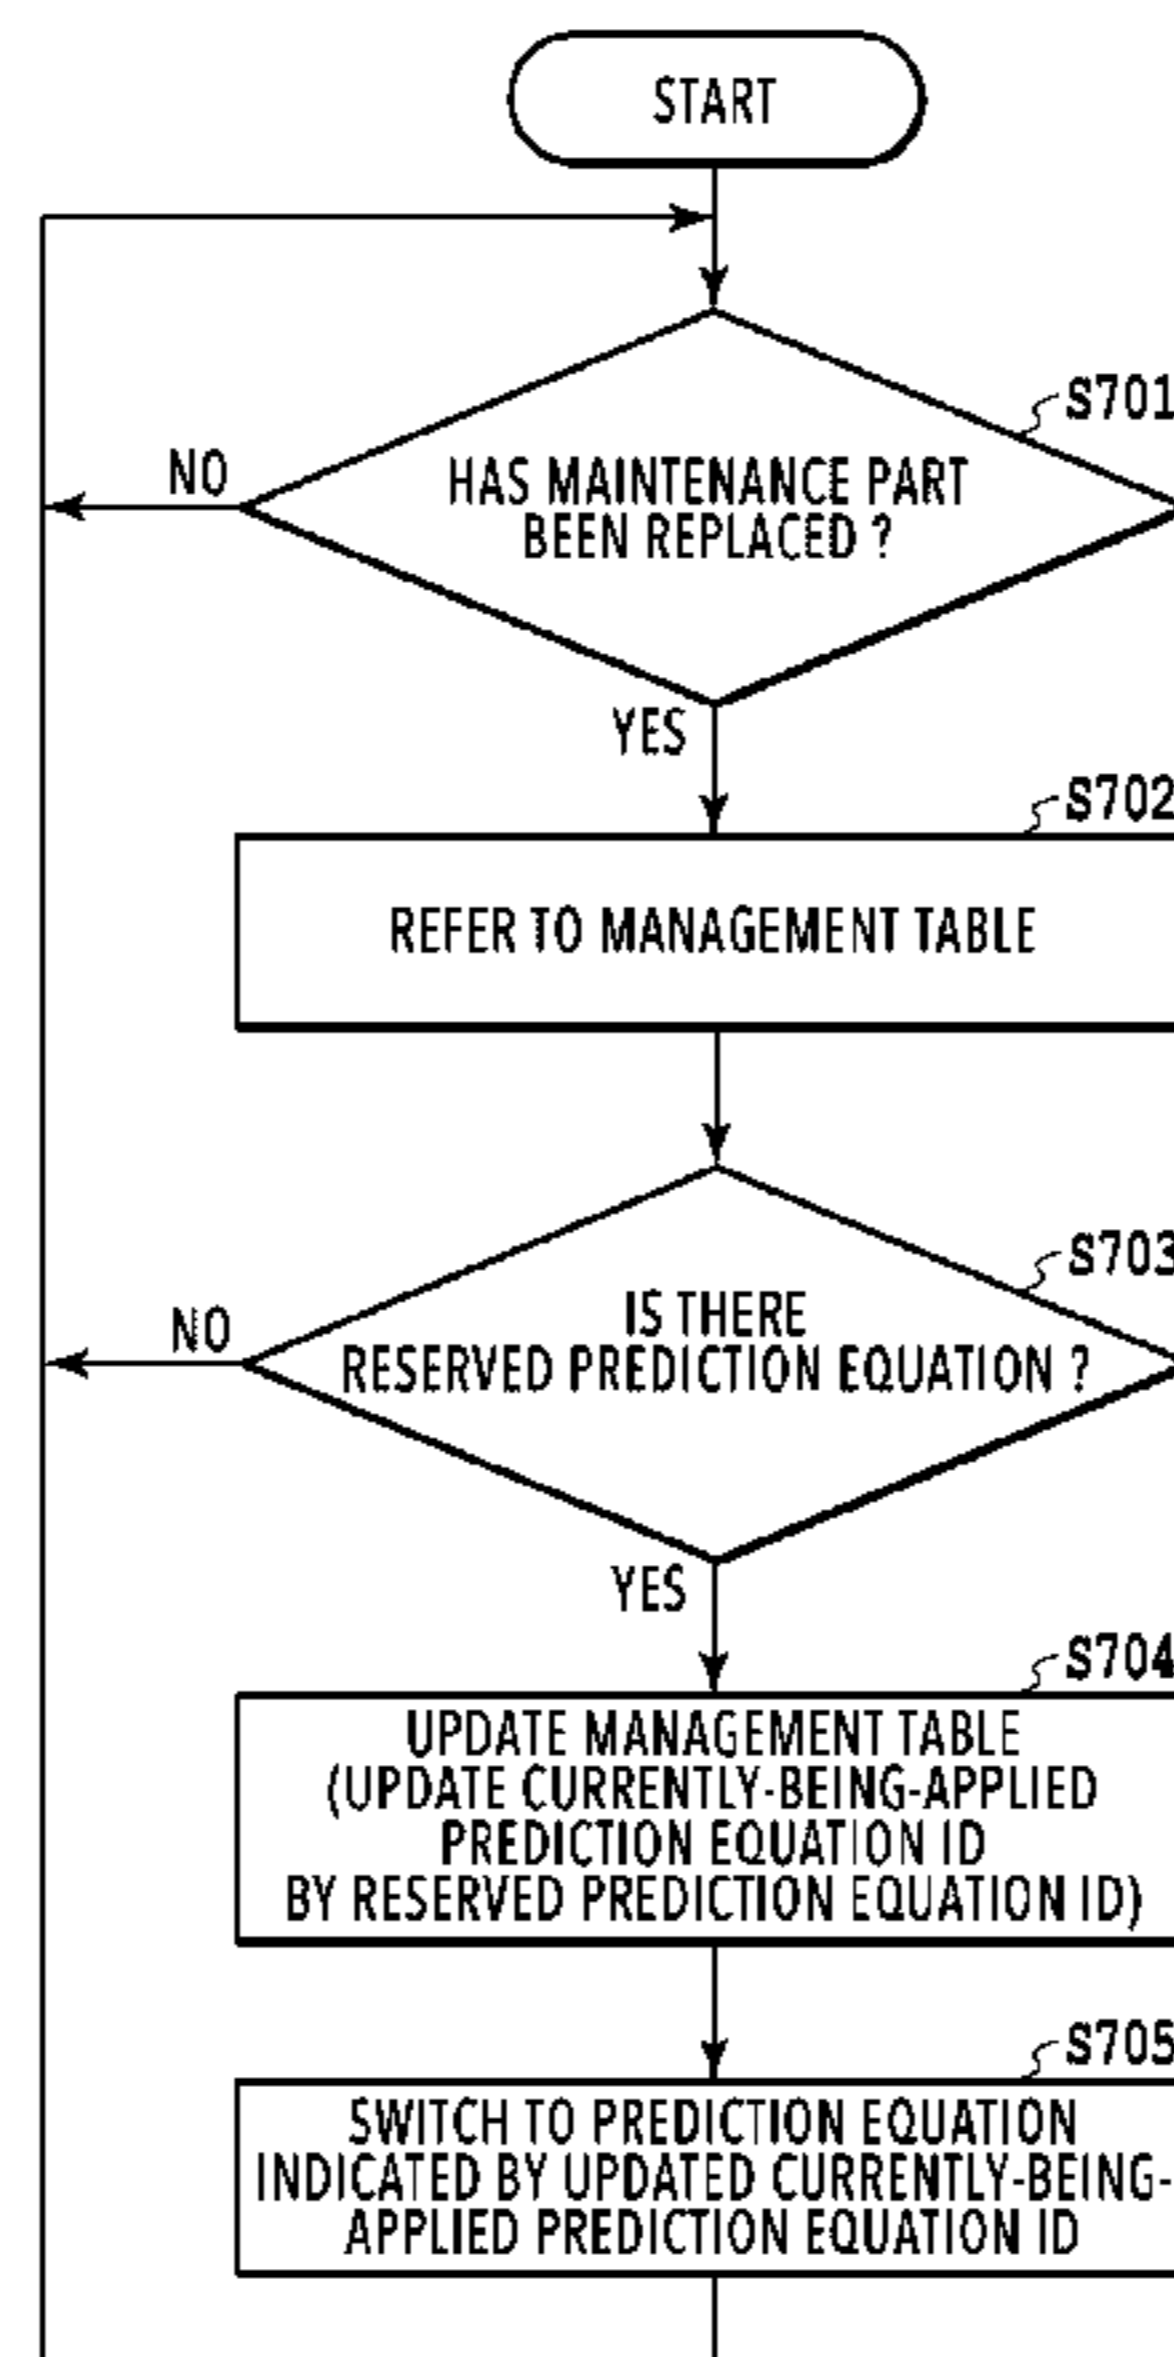 START
S701
NO
HAS MAINTENANCE PART
BEEN REPLACED ?
YES
S702
REFER TO MANAGEMENT TABLE
S703
NO
IS THERE
RESERVED PREDICTION EQUATION ?
YES
S704
UPDATE MANAGEMENT TABLE
(UPDATE CURRENTLY-BEING-APPLIED
PREDICTION EQUATION ID
BY RESERVED PREDICTION EQUATION ID)
S705
SWITCH TO PREDICTION EQUATION
INDICATED BY UPDATED CURRENTLY-BEING-
APPLIED PREDICTION EQUATION ID